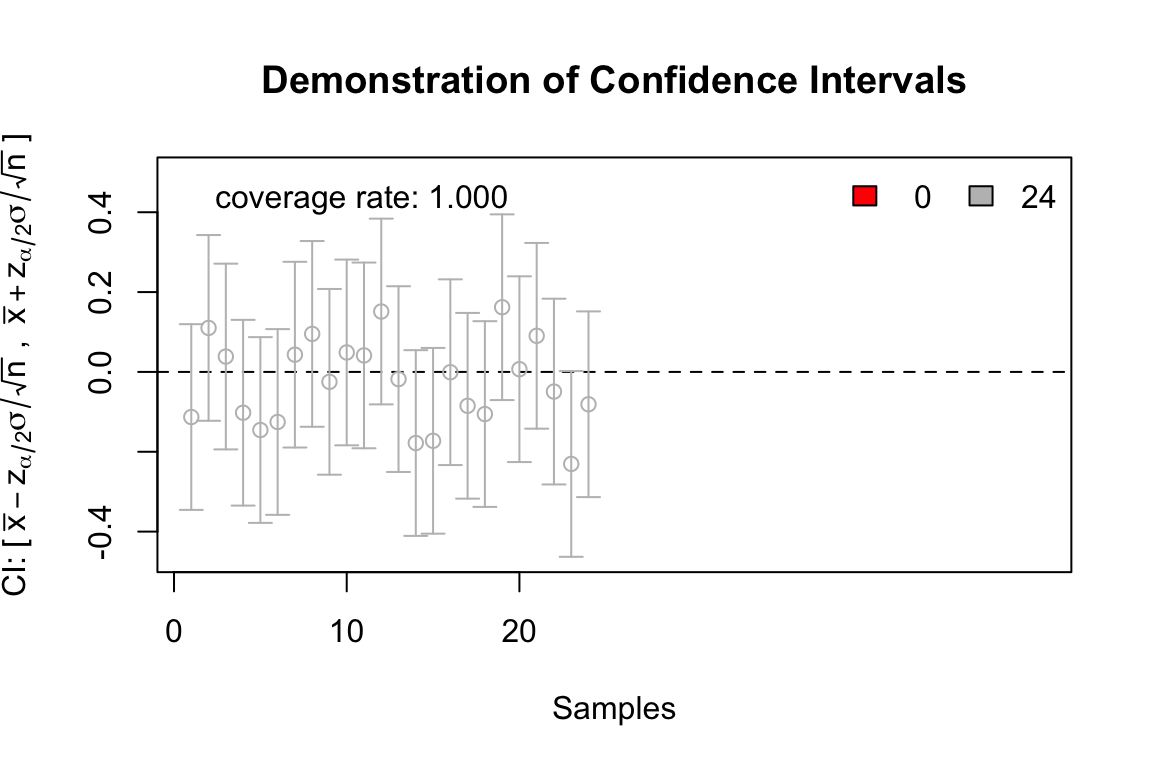 Demonstration of Confidence Intervals
CI: [ x̅ − zα/2σ/√n , x̅ + zα/2σ/√n ]
coverage rate: 1.000
0
24
0.4
0.2
0.0
-0.4
0
10
20
Samples